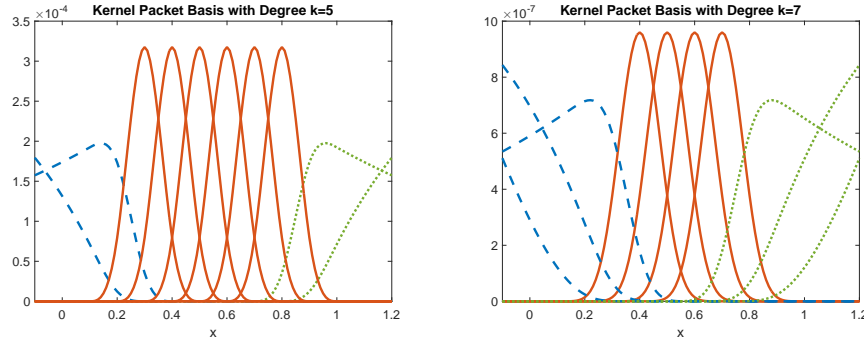 Kernel Packet Basis with Degree k=5
3.5 ×10-4
3
2.5
2
1.5
1
0.5
0
0 0.2 0.4 0.6 0.8 1 1.2
x
Kernel Packet Basis with Degree k=7
10 ×10-7
8
6
4
2
0
0 0.2 0.4 0.6 0.8 1 1.2
x